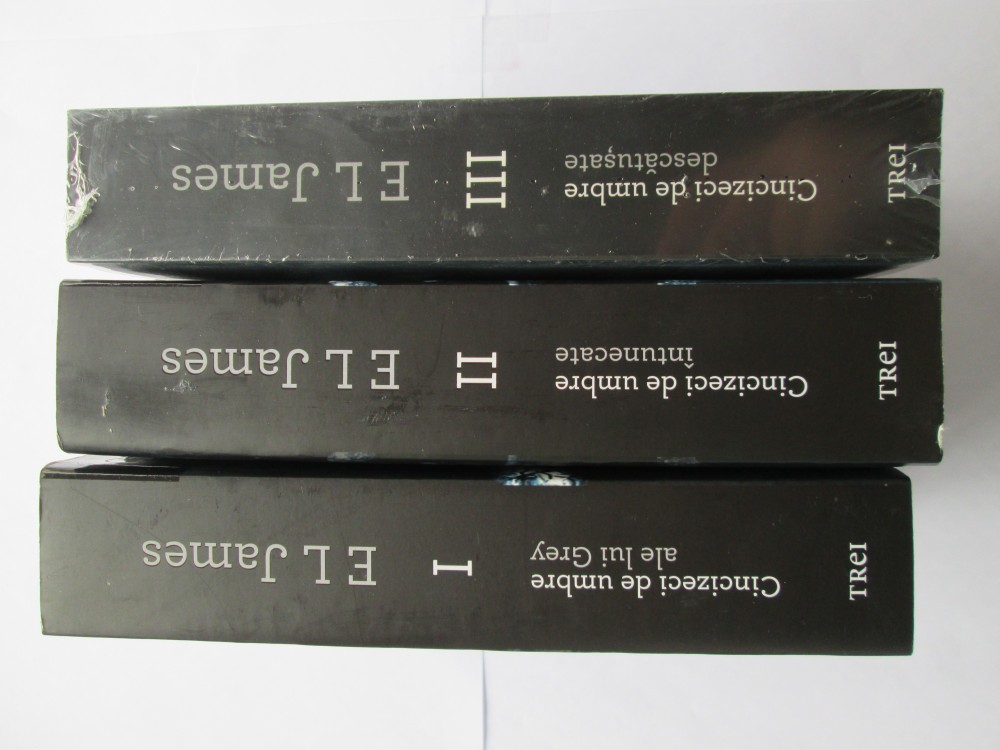 E L James
III
Cincizeci de umbre
descătușate
TREI
E L James
II
Cincizeci de umbre
întunecate
TREI
E L James
I
Cincizeci de umbre
ale lui Grey
TREI